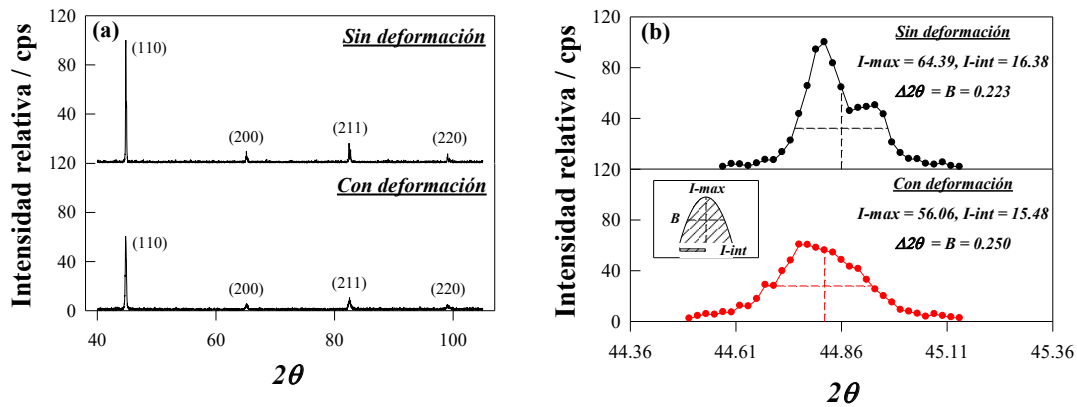 (a)
Sin deformación
(110)
(200)
(211)
(220)
120
80
40
120
Con deformación
(110)
(200)
(211)
(220)
80
40
0
40
60
80
100
2θ
Intensidad relativa / cps
(b)
Sin deformación
I-max = 64.39, I-int = 16.38
Δ2θ = B = 0.223
120
80
40
120
Con deformación
I-max = 56.06, I-int = 15.48
Δ2θ = B = 0.250
I-max
B
I-int
80
40
0
44.36
44.61
44.86
45.11
45.36
2θ
Intensidad relativa / cps